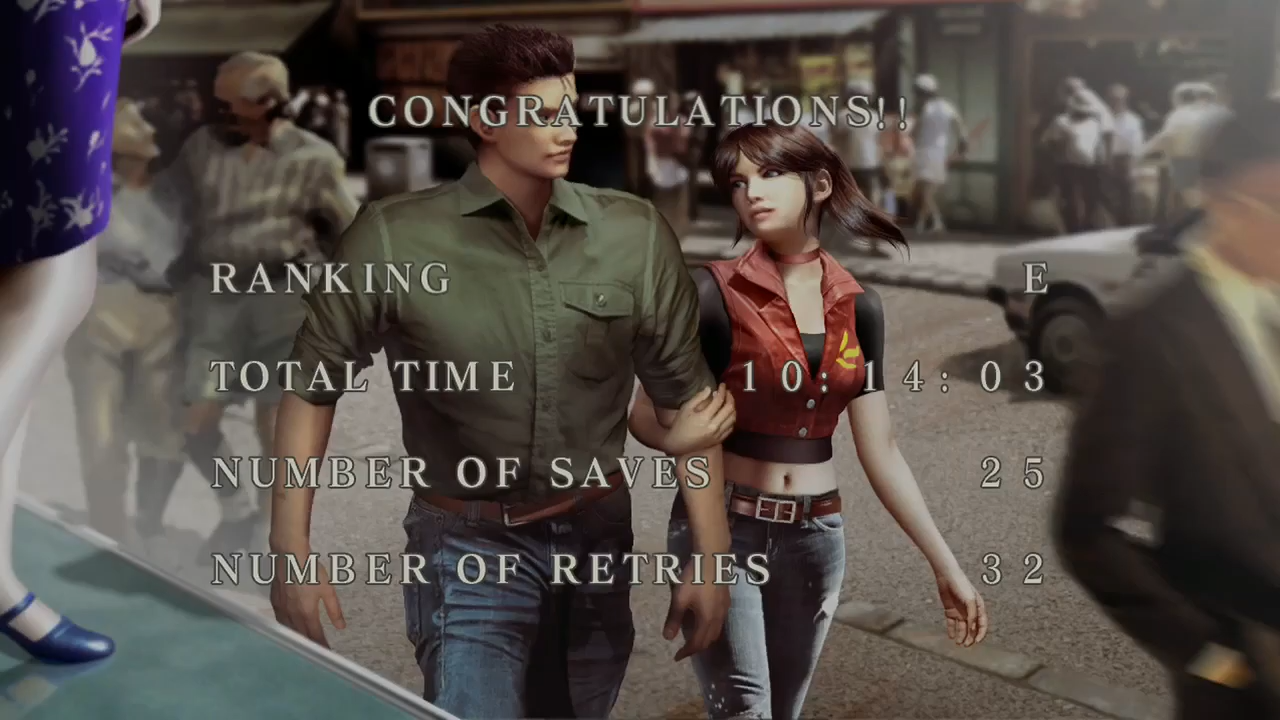 CONGRATULATIONS!!
RANKING E
TOTAL TIME 10:14:03
NUMBER OF SAVES 25
NUMBER OF RETRIES 32